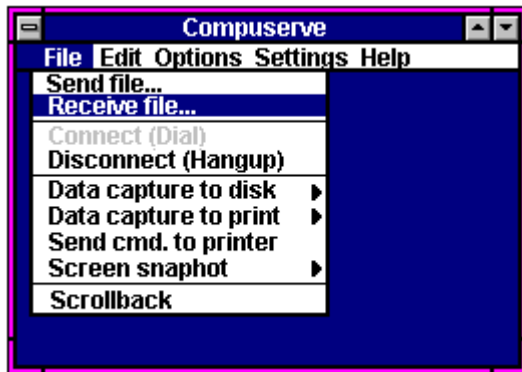 Compuserve
File Edit Options Settings Help
Send file...
Receive file...
Connect (Dial)
Disconnect (Hangup)
Data capture to disk
Data capture to print
Send cmd. to printer
Screen snaphot
Scrollback